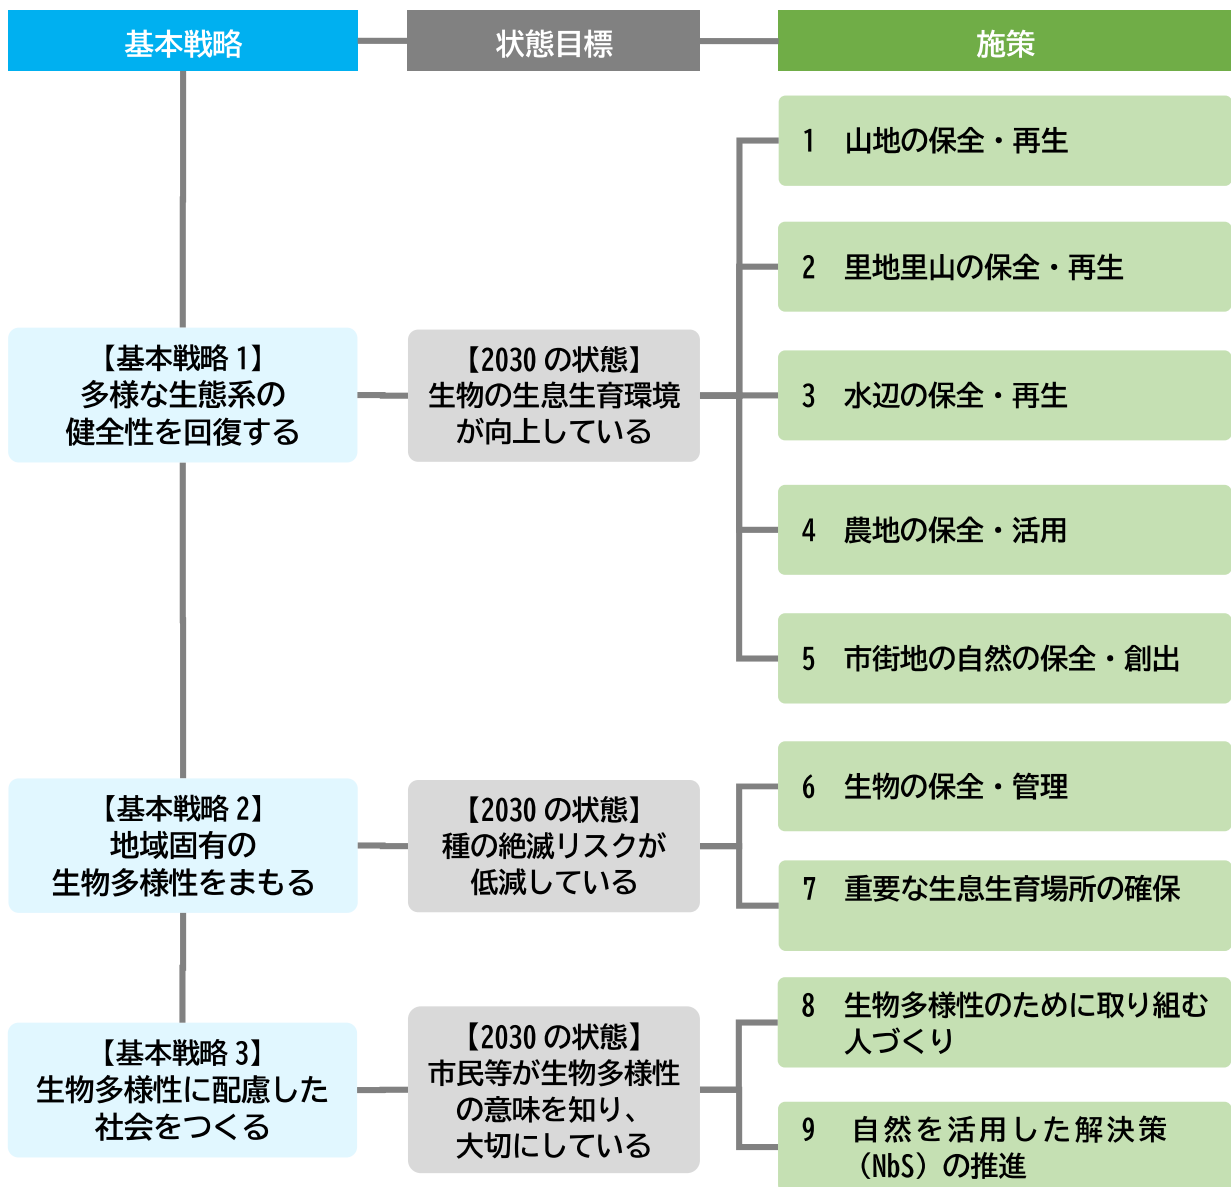 基本戦略
状態目標
施策
【基本戦略 1】
多様な生態系の
健全性を回復する
【2030 の状態】
生物の生息生育環境
が向上している
1 山地の保全・再生
2 里地里山の保全・再生
3 水辺の保全・再生
4 農地の保全・活用
5 市街地の自然の保全・創出
【基本戦略 2】
地域固有の
生物多様性をまもる
【2030 の状態】
種の絶滅リスクが
低減している
6 生物の保全・管理
7 重要な生息生育場所の確保
【基本戦略 3】
生物多様性に配慮した
社会をつくる
【2030 の状態】
市民等が生物多様性
の意味を知り、
大切にしている
8 生物多様性のために取り組む
人づくり
9 自然を活用した解決策
（NbS）の推進